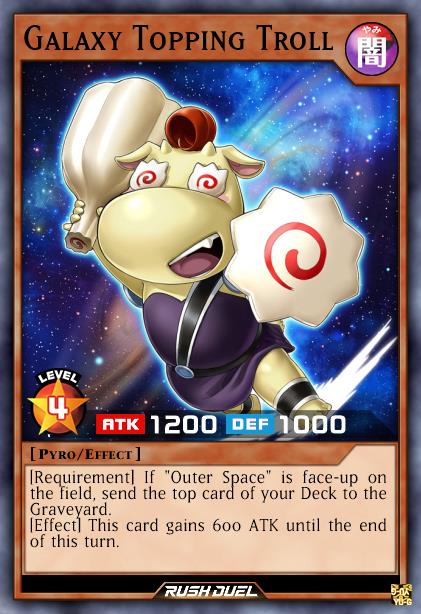 Galaxy Topping Troll
やみ
闇
LEVEL
4
ATK 1200 DEF 1000
[Pyro/Effect]
[Requirement] If "Outer Space" is face-up on
the field, send the top card of your Deck to the
Graveyard.
[Effect] This card gains 600 ATK until the end
of this turn.
RUSH DUEL